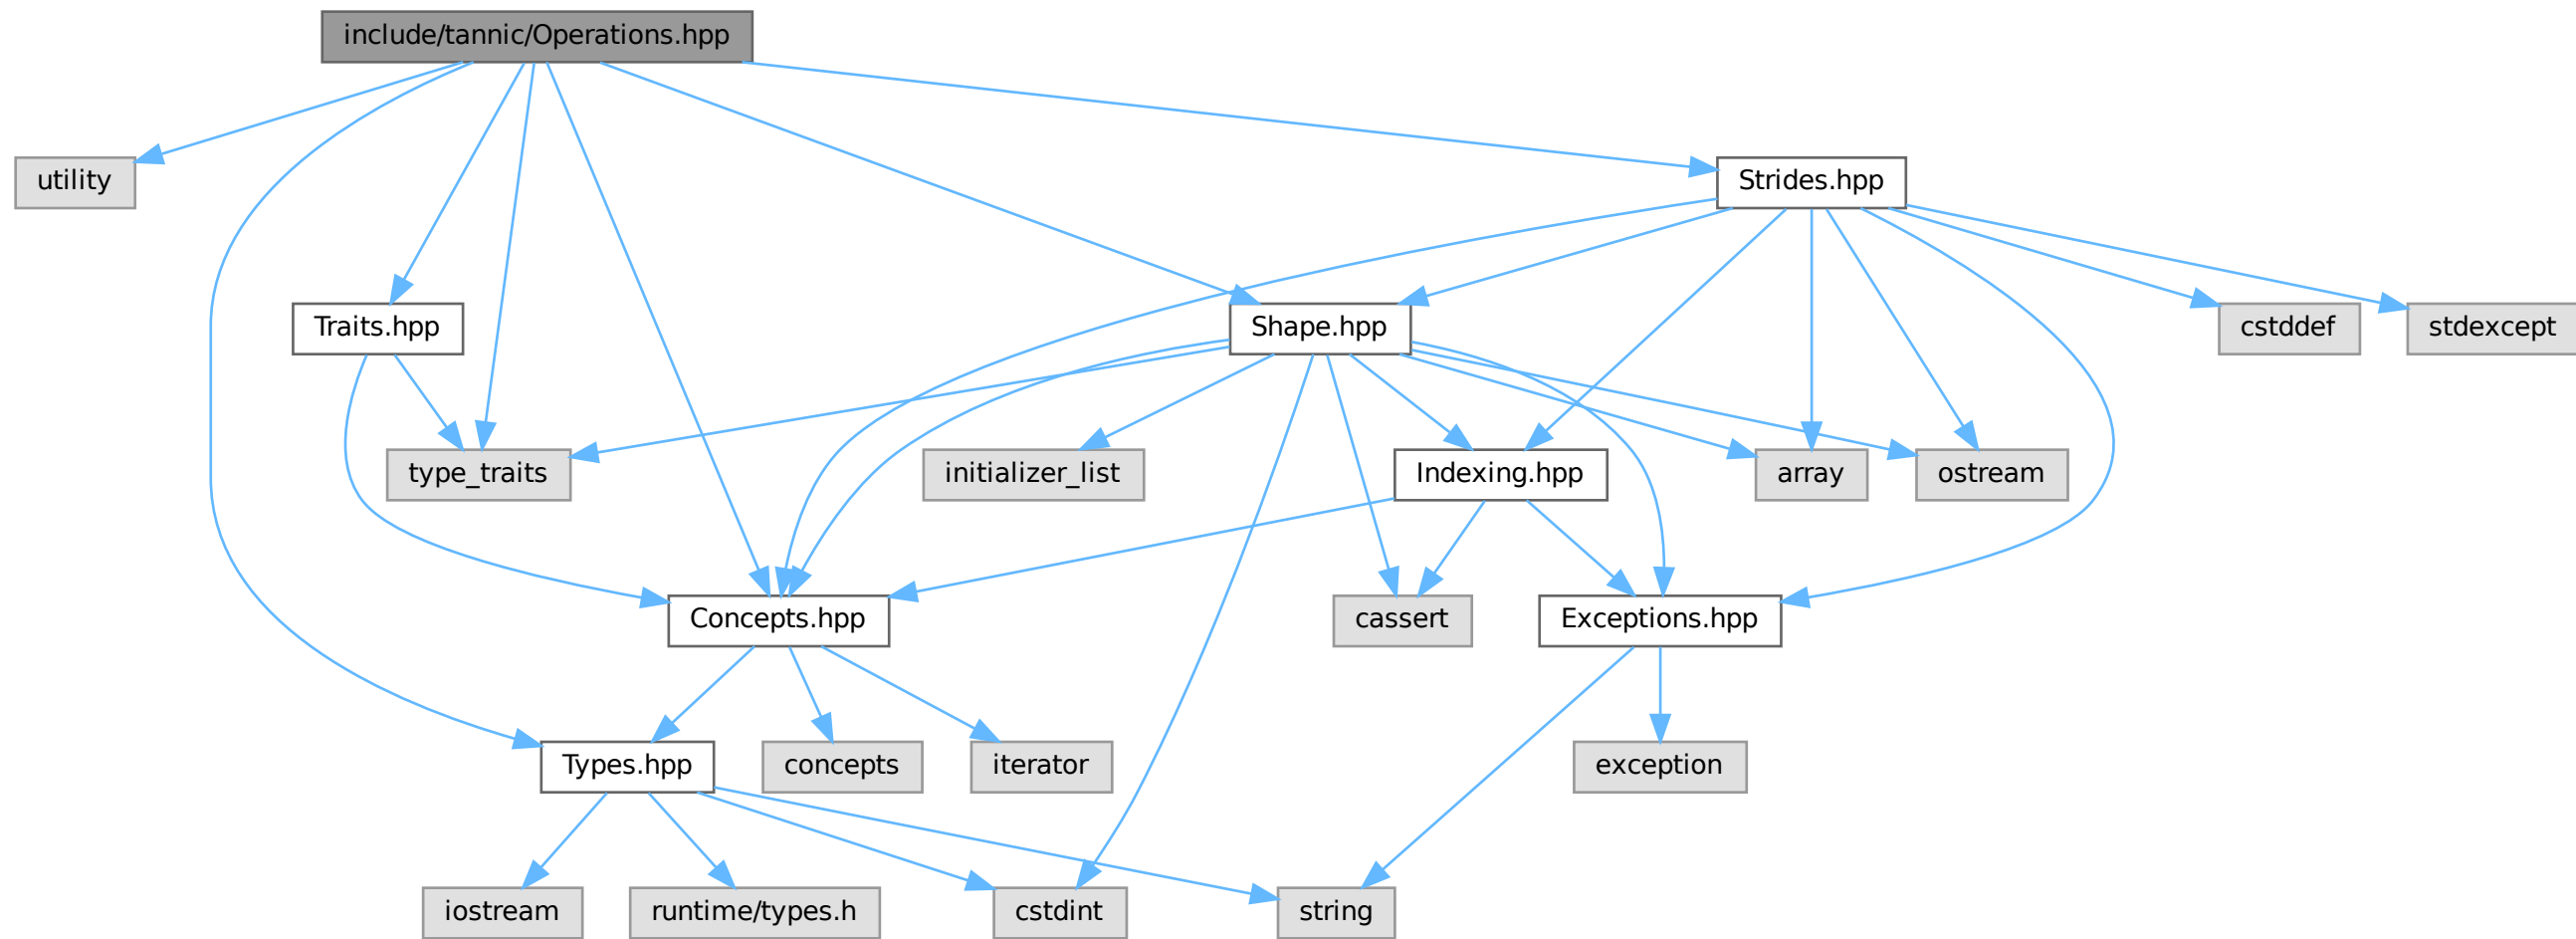 include/tannic/Operations.hpp
utility
Strides.hpp
Traits.hpp
Shape.hpp
cstddef
stdexcept
type_traits
initializer_list
Indexing.hpp
array
ostream
Concepts.hpp
cassert
Exceptions.hpp
Types.hpp
concepts
iterator
exception
iostream
runtime/types.h
cstdint
string